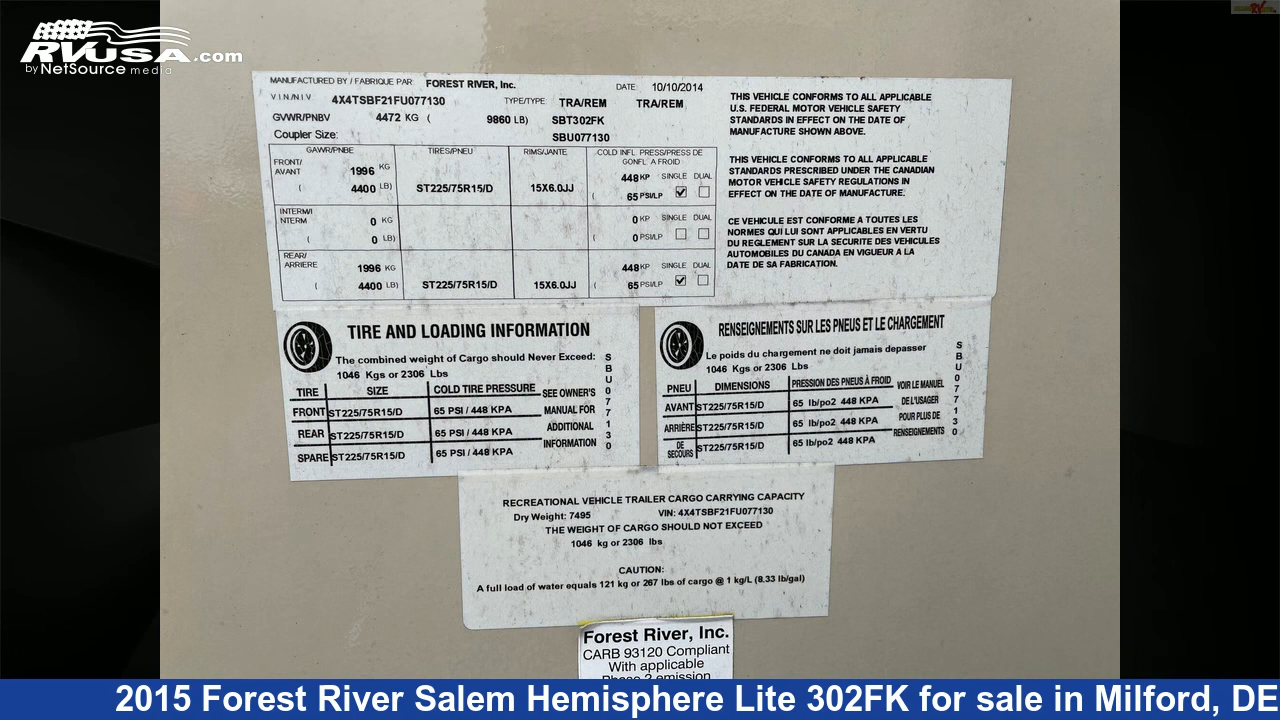 RVUSA.com
by NetSource media
MANUFACTURED BY / FABRIQUE PAR: FOREST RIVER, Inc. DATE: 10/10/2014
VIN/NIV 4X4TSBF21FU077130 TYPE/TYPE: TRA/REM TRA/REM
GVWR/PNBV 4472 KG ( 9860 LB) SBT302FK
Coupler Size: SBU077130
GAWR/PNBE TIRES/PNEU RIMS/JANTE COLD INFL. PRESS/PRESS DE GONFL. A FROID
FRONT/AVANT 1996 KG 448 KP SINGLE DUAL
( 4400 LB) ST225/75R15/D 15X6.0JJ ( 65 PSI/LP
INTERM/INTERM 0 KG 0 KP SINGLE DUAL
( 0 LB) ( 0 PSI/LP
REAR/ARRIERE 1996 KG 448 KP SINGLE DUAL
( 4400 LB) ST225/75R15/D 15X6.0JJ ( 65 PSI/LP
THIS VEHICLE CONFORMS TO ALL APPLICABLE
U.S. FEDERAL MOTOR VEHICLE SAFETY
STANDARDS IN EFFECT ON THE DATE OF
MANUFACTURE SHOWN ABOVE.
THIS VEHICLE CONFORMS TO ALL APPLICABLE
STANDARDS PRESCRIBED UNDER THE CANADIAN
MOTOR VEHICLE SAFETY REGULATIONS IN
EFFECT ON THE DATE OF MANUFACTURE.
CE VEHICULE EST CONFORME A TOUTES LES
NORMES QUI LUI SONT APPLICABLES EN VERTU
DU REGLEMENT SUR LA SECURITE DES VEHICULES
AUTOMOBILES DU CANADA EN VIGUEUR A LA
DATE DE SA FABRICATION.
TIRE AND LOADING INFORMATION
The combined weight of Cargo should Never Exceed:
1046 Kgs or 2306 Lbs
TIRE SIZE COLD TIRE PRESSURE
FRONT ST225/75R15/D 65 PSI / 448 KPA
REAR ST225/75R15/D 65 PSI / 448 KPA
SPARE ST225/75R15/D 65 PSI / 448 KPA
SEE OWNER'S
MANUAL FOR
ADDITIONAL
INFORMATION
SBU077130
RENSEIGNEMENTS SUR LES PNEUS ET LE CHARGEMENT
Le poids du chargement ne doit jamais depasser
1046 Kgs or 2306 Lbs
PNEU DIMENSIONS PRESSION DES PNEUS À FROID
AVANT ST225/75R15/D 65 lb/po2 448 KPA
ARRIÈRE ST225/75R15/D 65 lb/po2 448 KPA
DE SECOURS ST225/75R15/D 65 lb/po2 448 KPA
VOIR LE MANUEL
DE L'USAGER
POUR PLUS DE
RENSEIGNEMENTS
SBU077130
RECREATIONAL VEHICLE TRAILER CARGO CARRYING CAPACITY
Dry Weight: 7495 VIN: 4X4TSBF21FU077130
THE WEIGHT OF CARGO SHOULD NOT EXCEED
1046 kg or 2306 lbs
CAUTION:
A full load of water equals 121 kg or 267 lbs of cargo @ 1 kg/L (8.33 lb/gal)
Forest River, Inc.
CARB 93120 Compliant
With applicable
Phase 2 emission
2015 Forest River Salem Hemisphere Lite 302FK for sale in Milford, DE